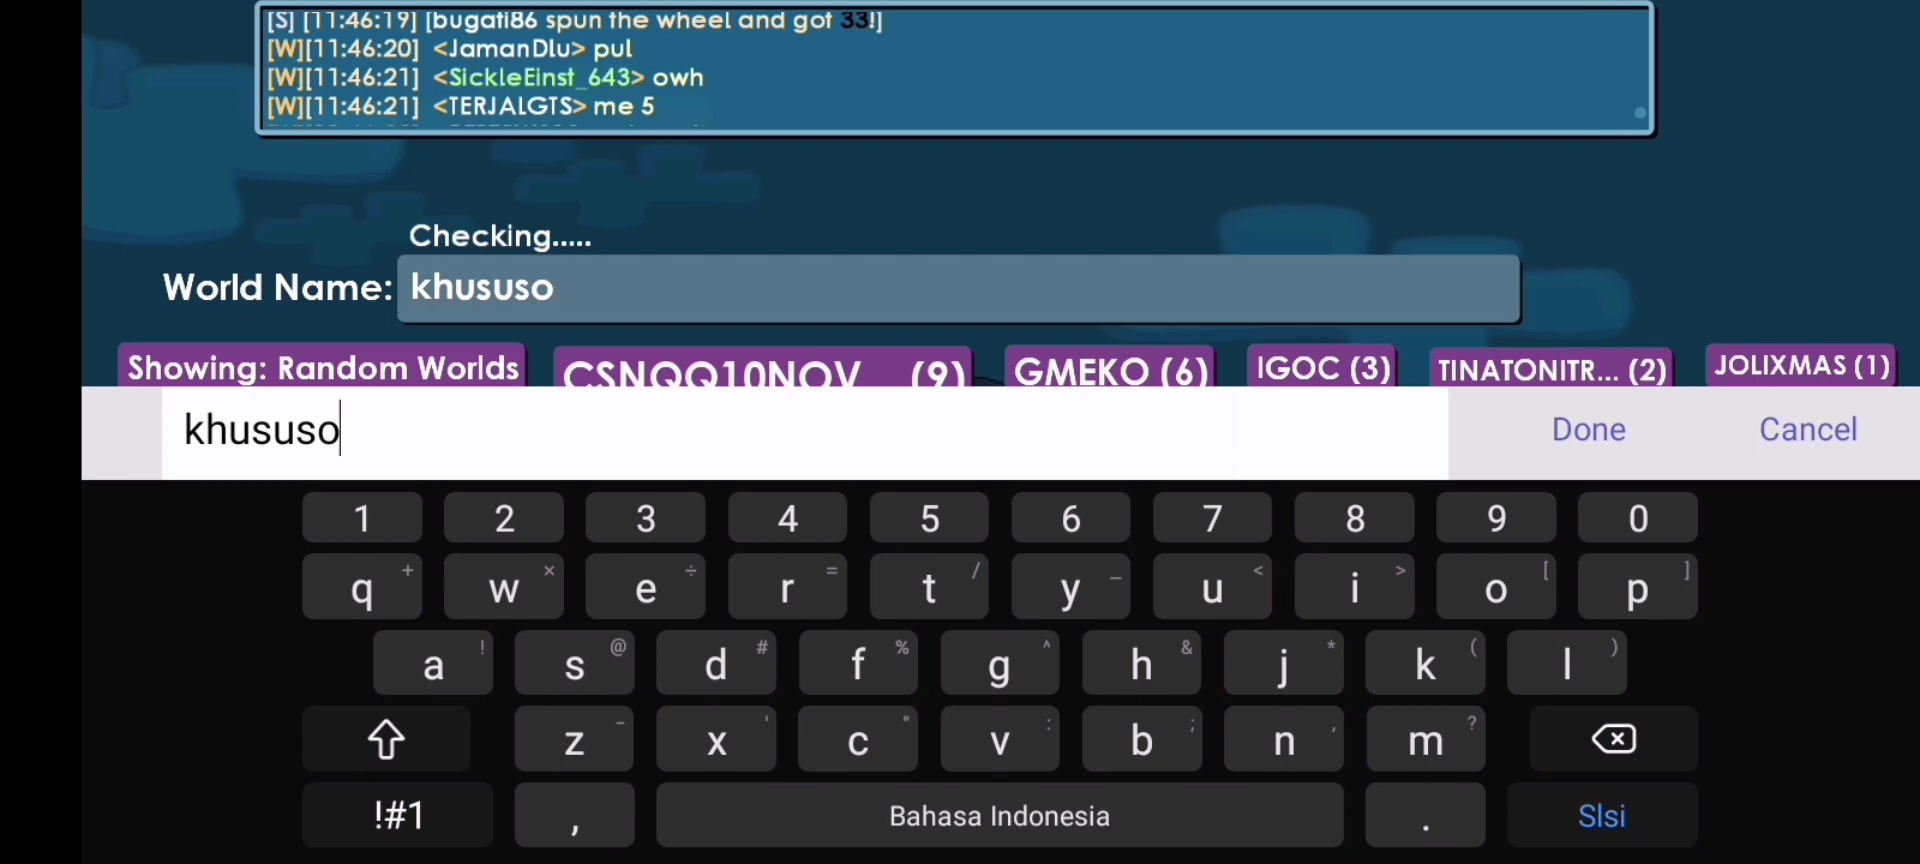 [S] [11:46:19] [bugati86 spun the wheel and got 33!]
[W][11:46:20] <JamanDlu> pul
[W][11:46:21] <SickleEinst_643> owh
[W][11:46:21] <TERJALGTS> me 5
Checking.....
World Name: khususo
Showing: Random Worlds CSNQQ10NOV (9) GMEKO (6) IGOC (3) TINATONITR... (2) JOLIXMAS (1)
khususo Done Cancel
1 2 3 4 5 6 7 8 9 0
q + w × e ÷ r = t / y _ u < i > o [ p ]
a ! s @ d # f % g ^ h & j * k ( l )
z - x ' c " v : b ; n , m ?
!#1 , Bahasa Indonesia . Slsi